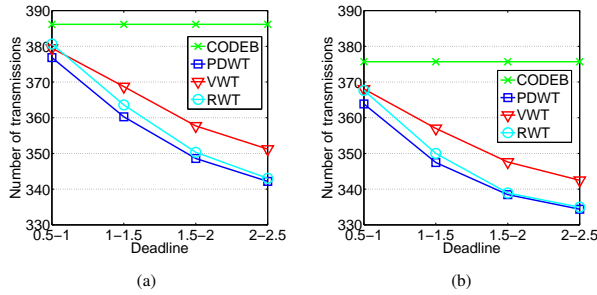 Number of transmissions
390
380
370
360
350
340
330
0.5−1
1−1.5
1.5−2
2−2.5
Deadline
CODEB
PDWT
VWT
RWT
(a)
Number of transmissions
390
380
370
360
350
340
330
0.5−1
1−1.5
1.5−2
2−2.5
Deadline
CODEB
PDWT
VWT
RWT
(b)